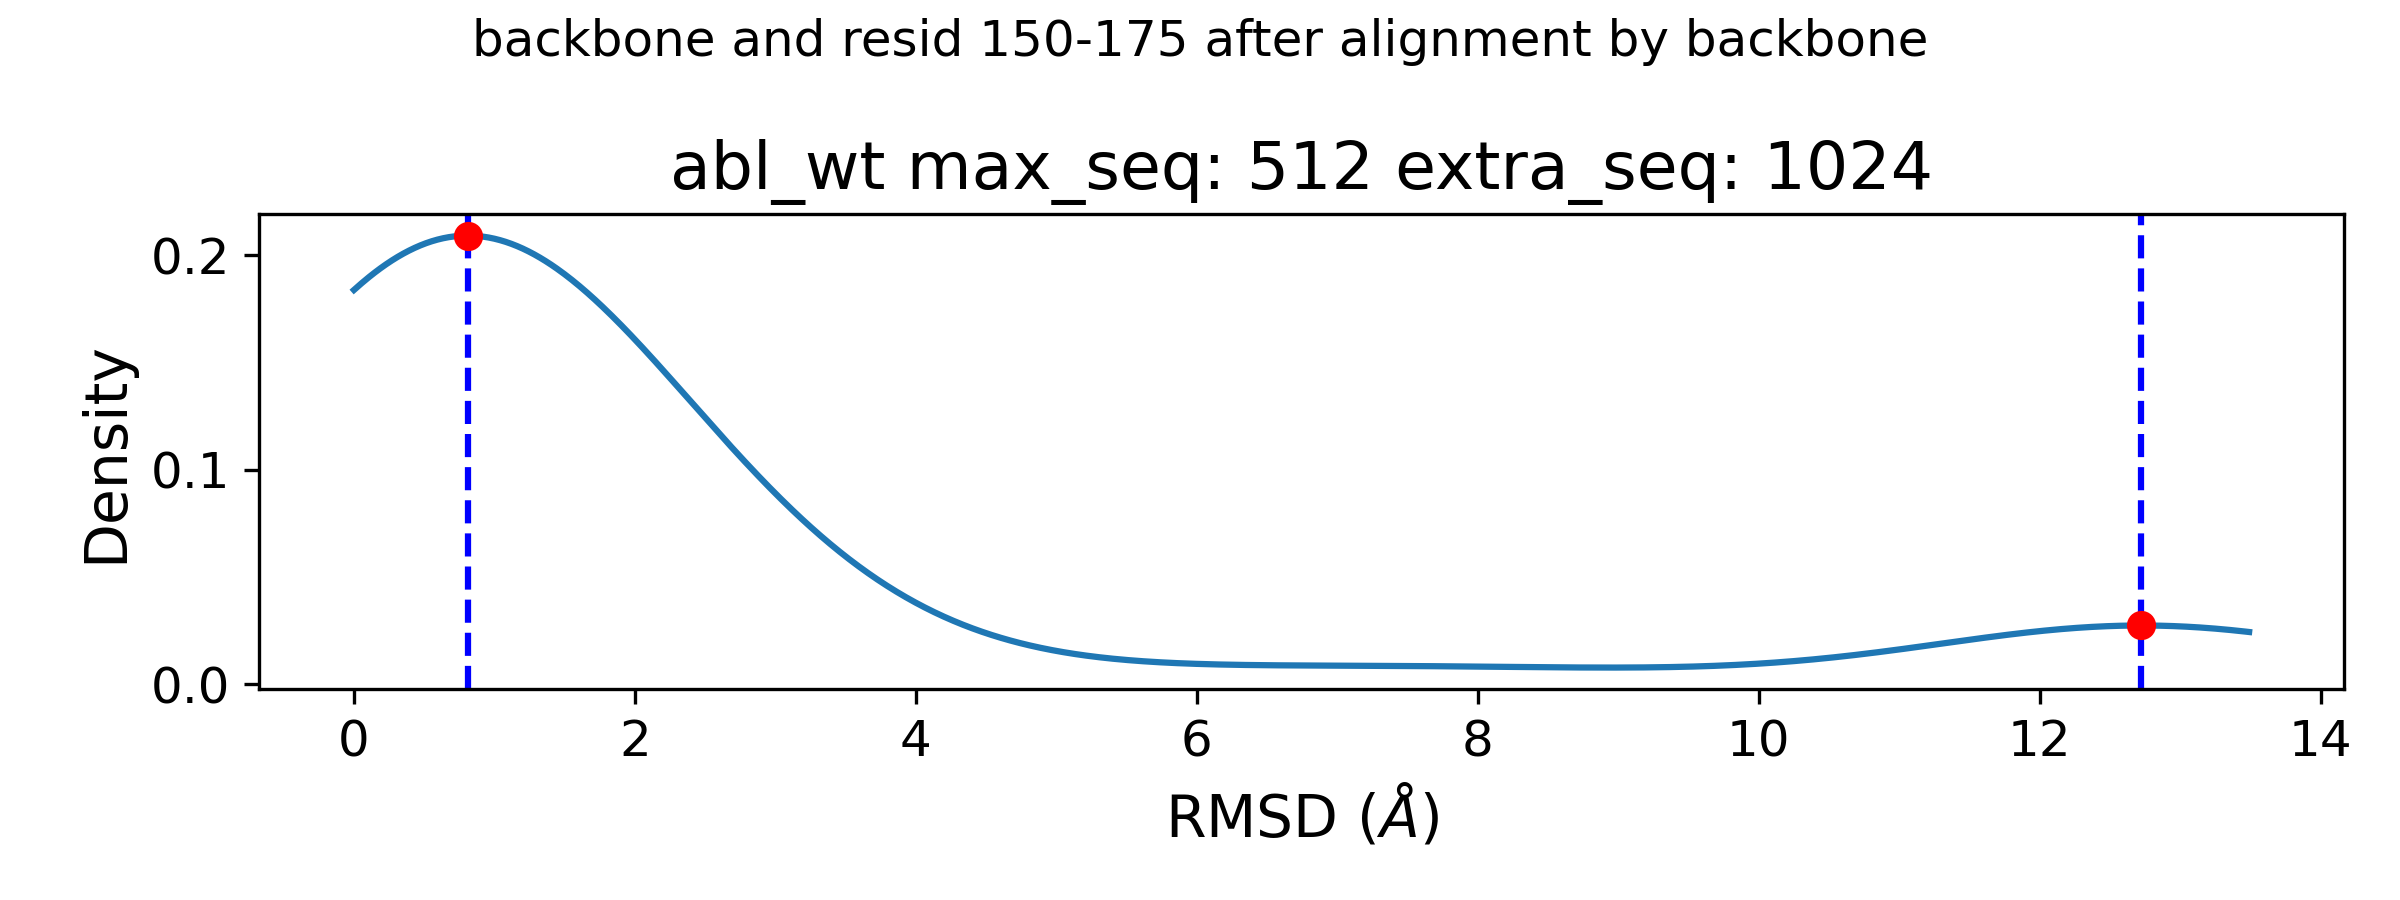 backbone and resid 150-175 after alignment by backbone
abl_wt max_seq: 512 extra_seq: 1024
Density
0.2
0.1
0.0
0 2 4 6 8 10 12 14
RMSD (Å)